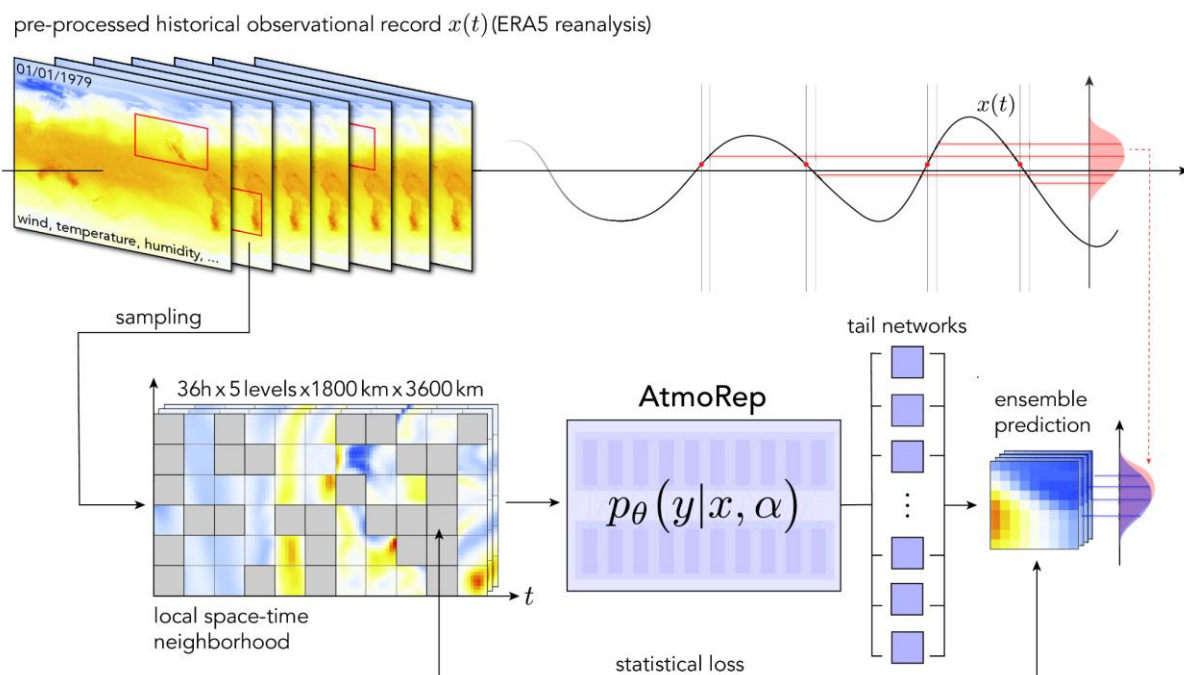 pre-processed historical observational record x(t) (ERA5 reanalysis)
01/01/1979
x(t)
wind, temperature, humidity, ...
sampling
tail networks
36h x 5 levels x 1800 km x 3600 km
AtmoRep
ensemble
prediction
p_θ(y|x, α)
t
local space-time
neighborhood
statistical loss